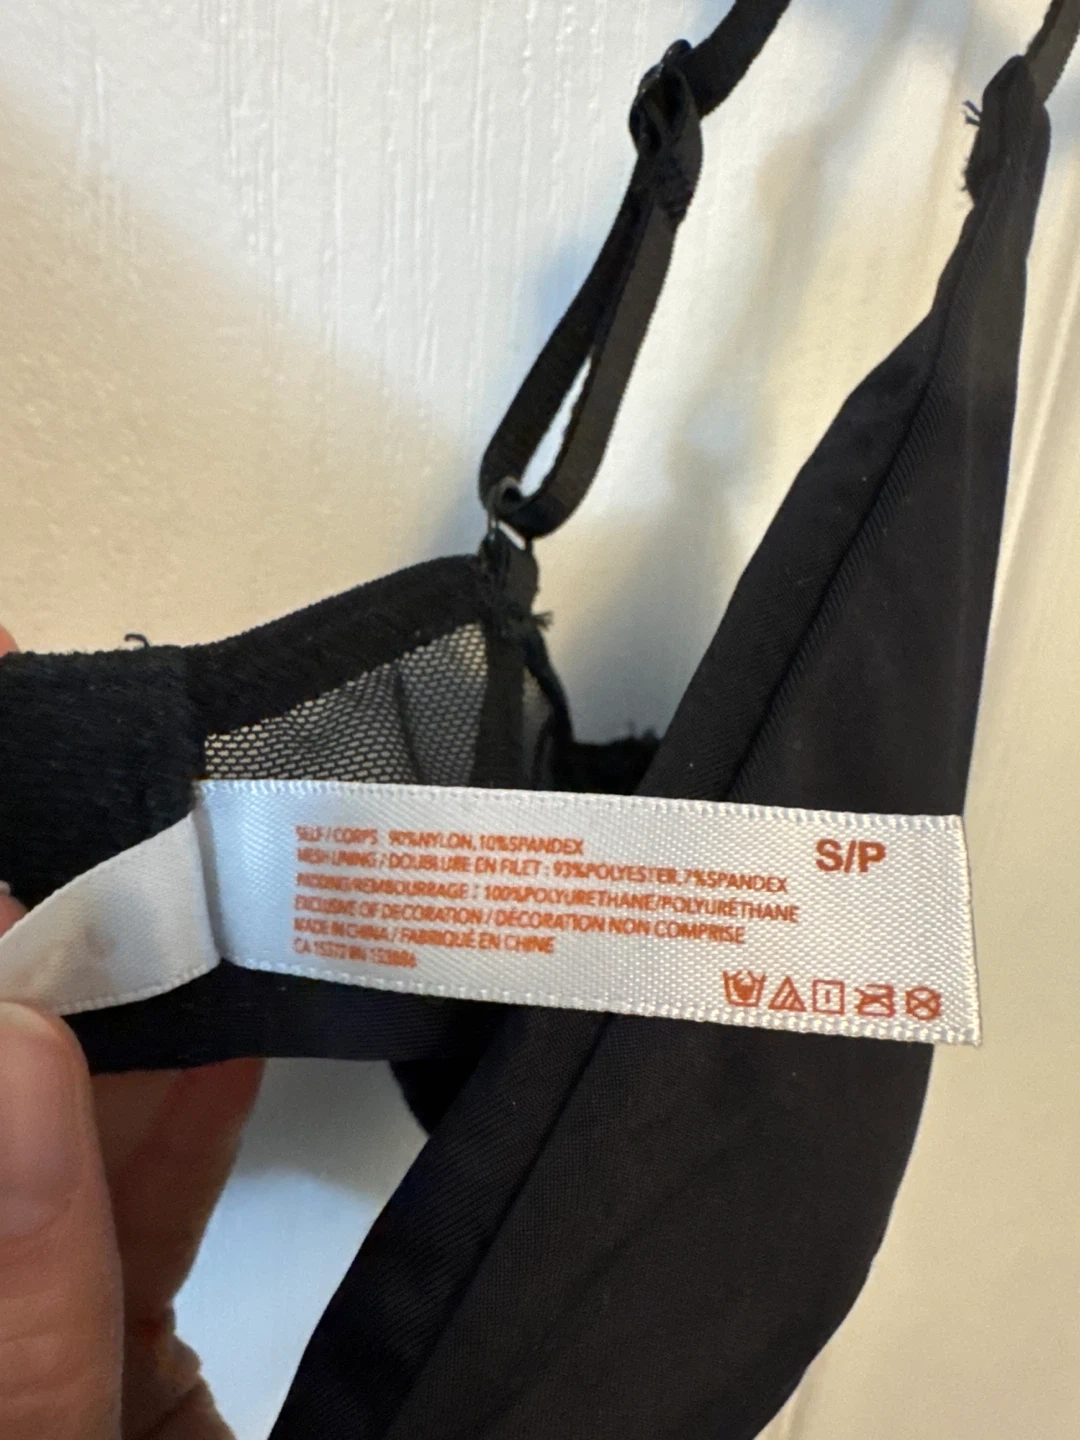 S/P
SELF / CORPS : 90%NYLON, 10%SPANDEX
MESH LINING / DOUBLURE EN FILET : 93%POLYESTER,7%SPANDEX
PADDING/REMBOURRAGE : 100%POLYURETHANE/POLYURÉTHANE
EXCLUSIVE OF DECORATION / DÉCORATION NON COMPRISE
MADE IN CHINA / FABRIQUÉ EN CHINE
CA 15372 RN